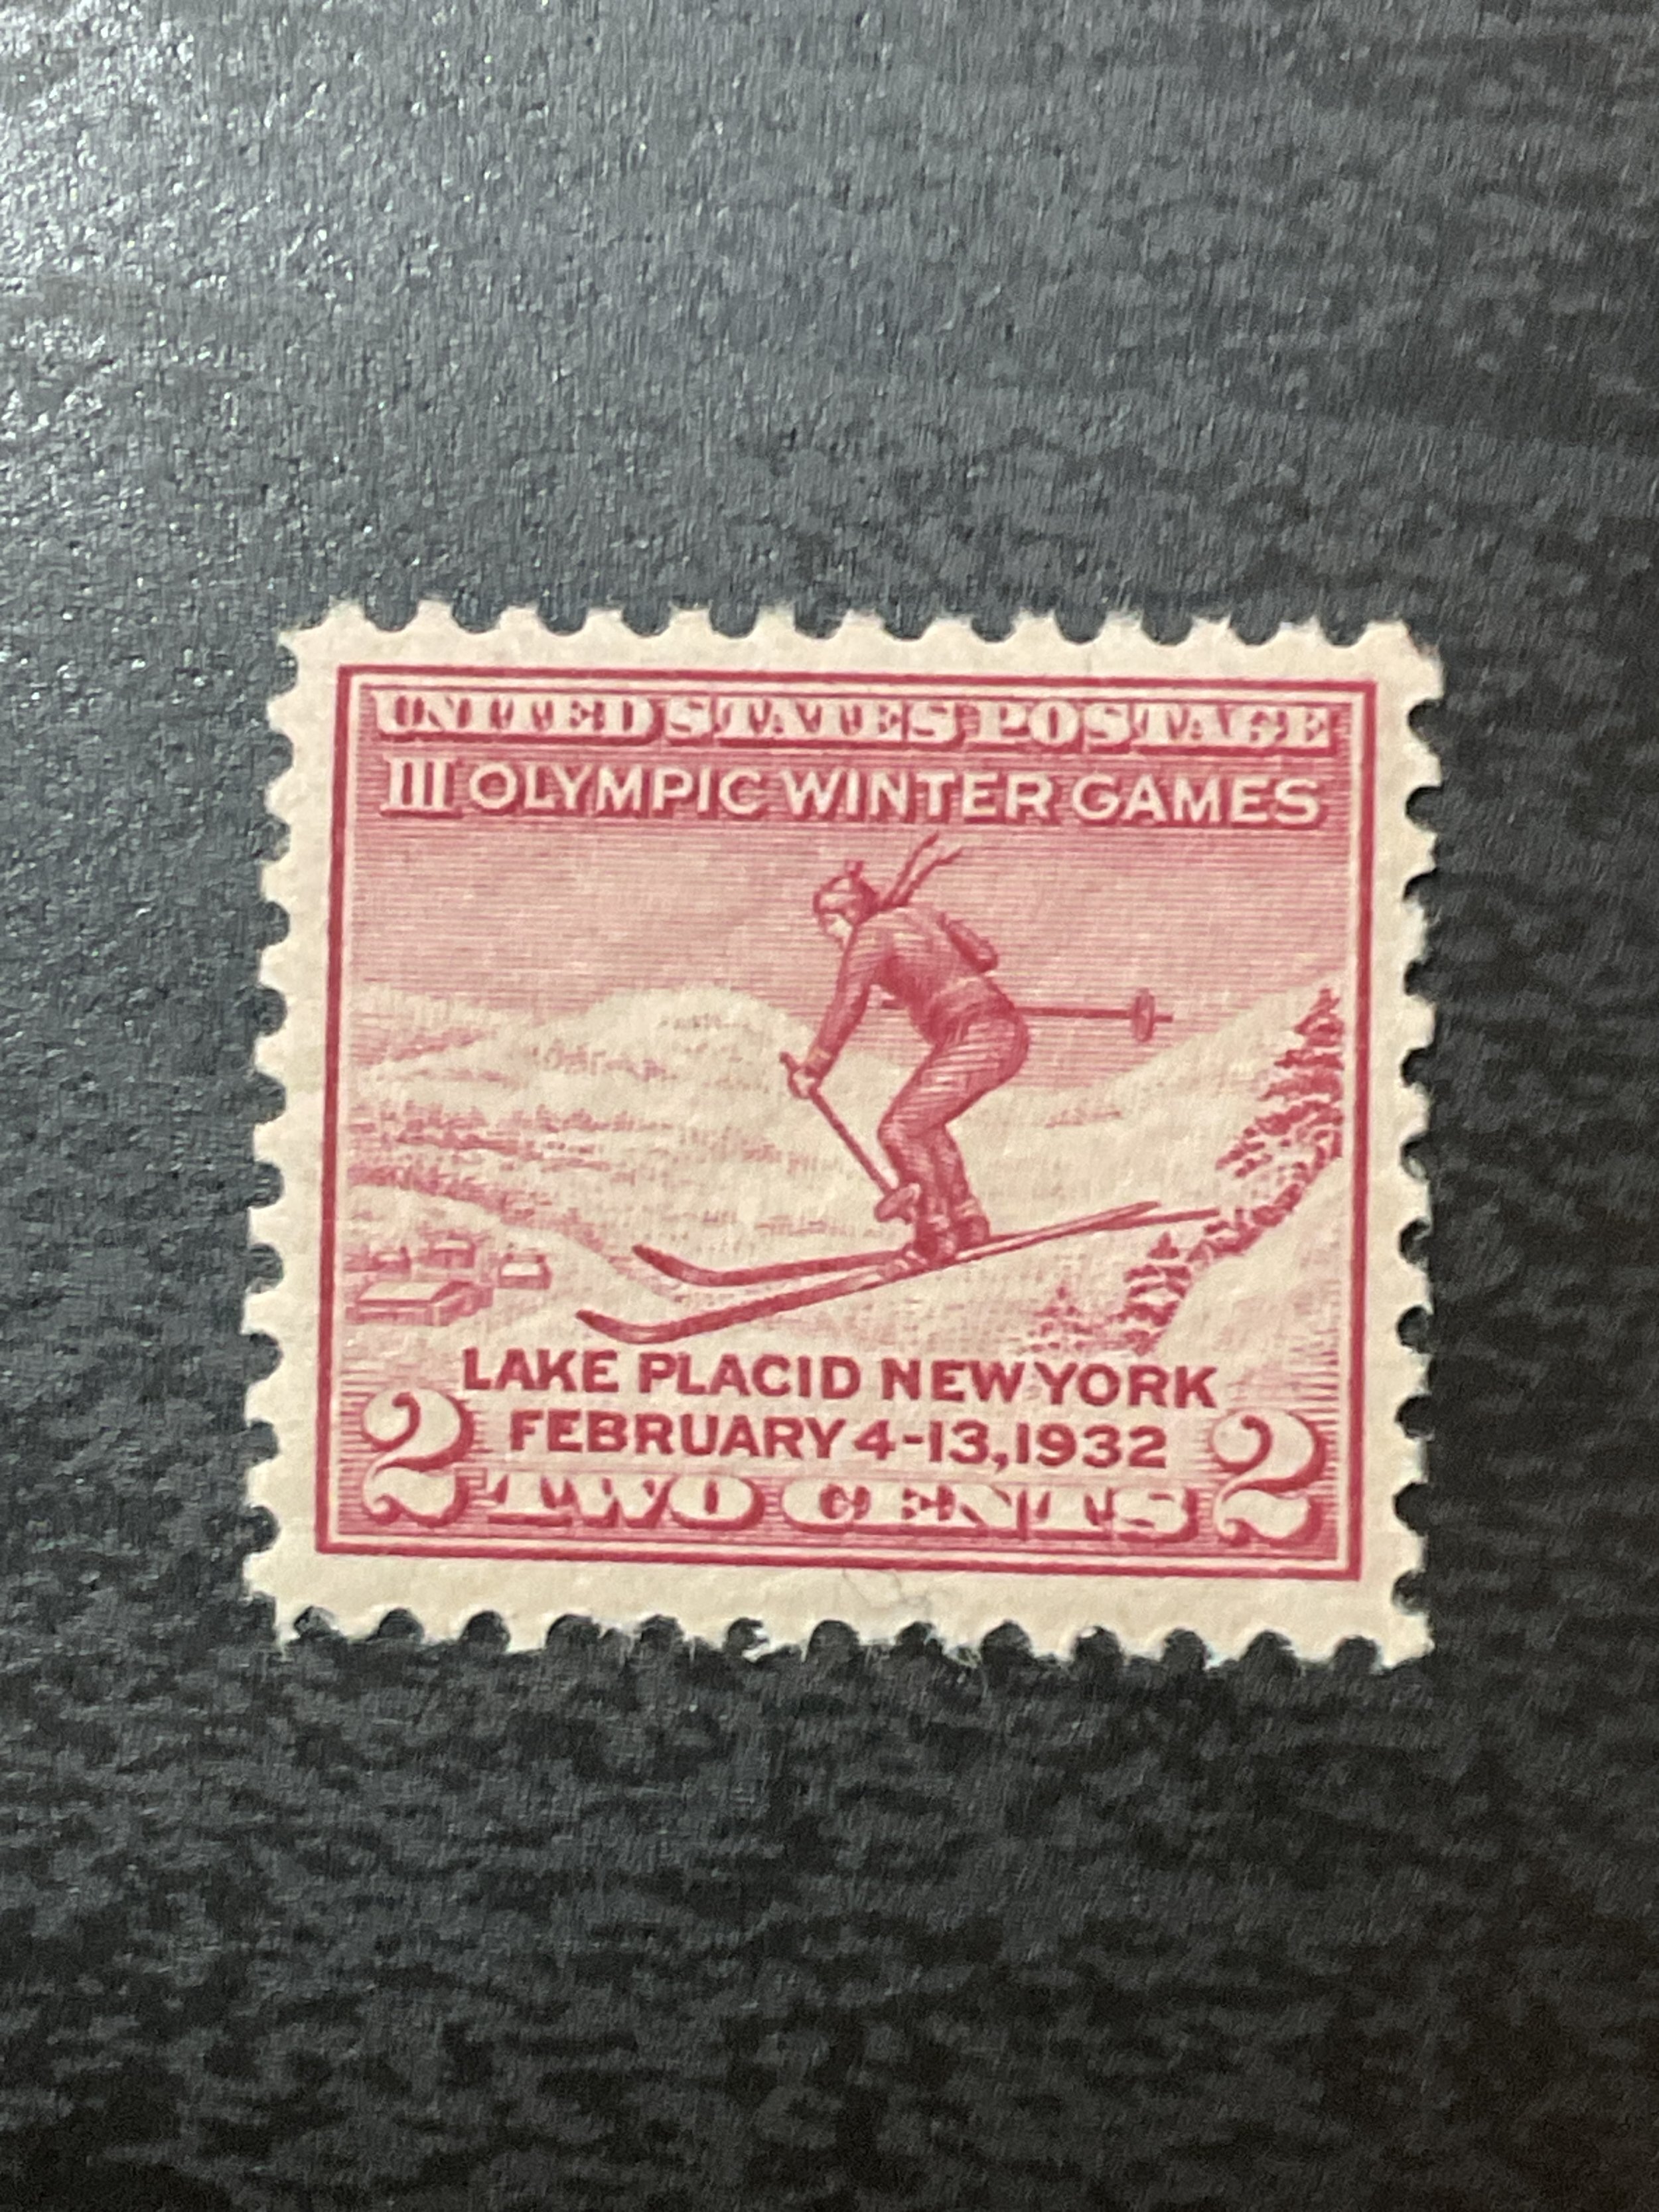 UNITED STATES POSTAGE
III OLYMPIC WINTER GAMES
LAKE PLACID NEW YORK
FEBRUARY 4-13, 1932
2 TWO CENTS 2